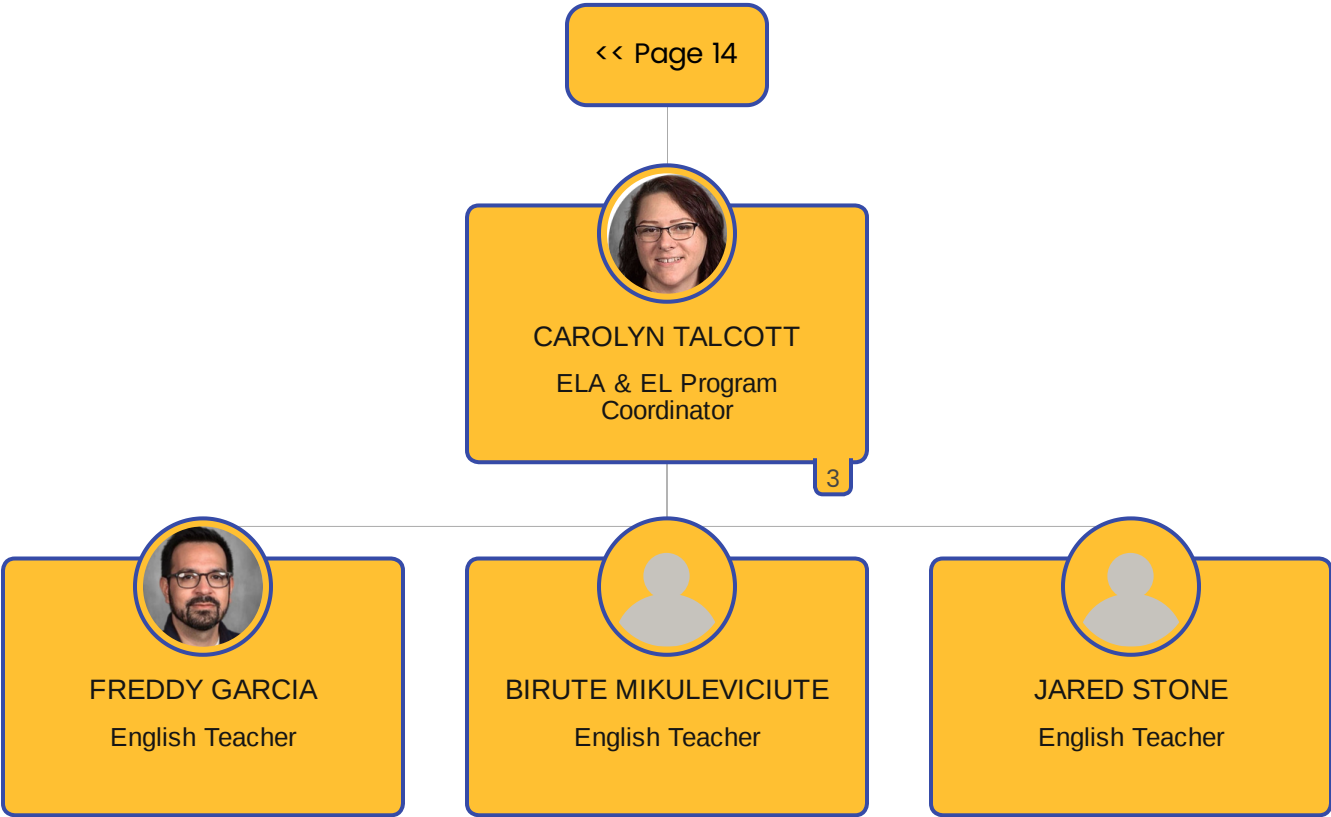 << Page 14
CAROLYN TALCOTT
ELA & EL Program
Coordinator
3
FREDDY GARCIA
English Teacher
BIRUTE MIKULEVICIUTE
English Teacher
JARED STONE
English Teacher